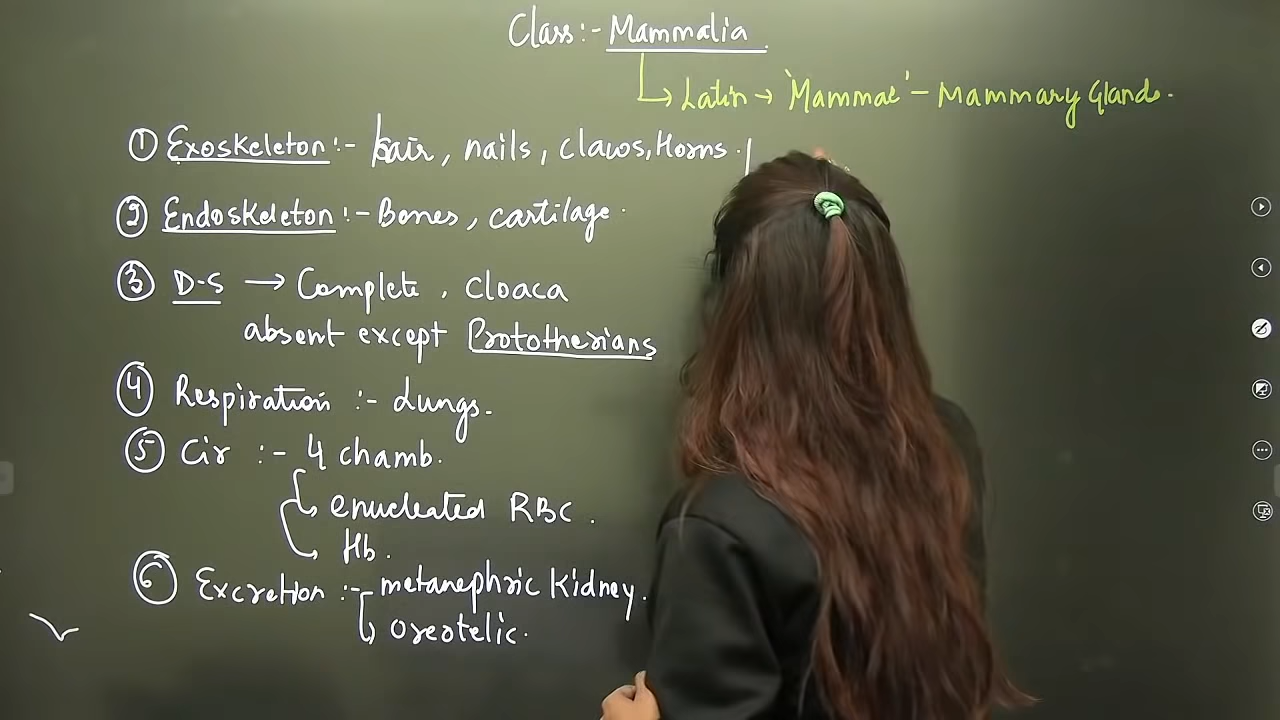 Class :- Mammalia
Latin → 'Mammae' - Mammary Glands.
① Exoskeleton :- hair, nails, claws, Horns.
② Endoskeleton :- Bones, cartilage.
③ D.S → Complete, cloaca
absent except Prototherians
④ Respiration :- Lungs.
⑤ Cir :- 4 chamb.
enucleated RBC.
Hb.
⑥ Excretion :- metanephric Kidney.
Ureotelic.